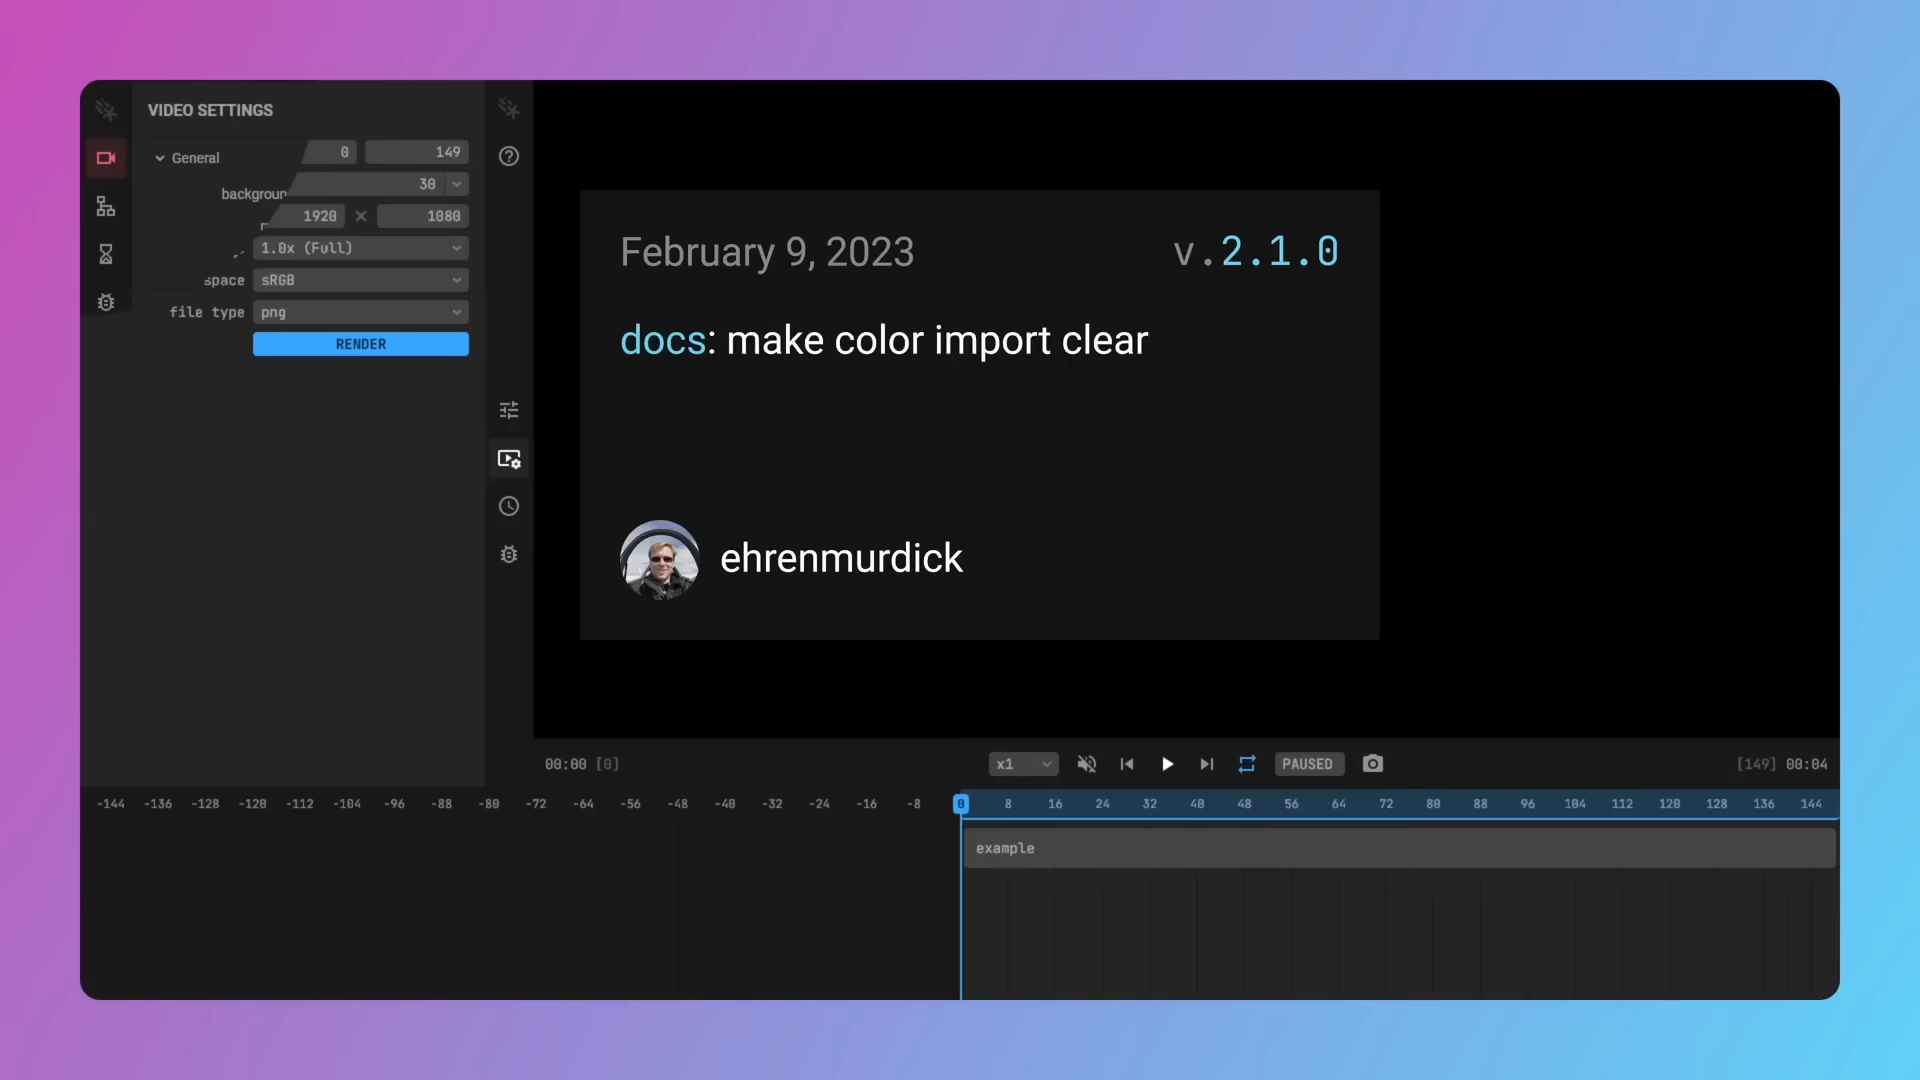 VIDEO SETTINGS
General
0 149
30
1920 × 1080
1.0x (Full)
space sRGB
file type png
RENDER
February 9, 2023 v.2.1.0
docs: make color import clear
ehrenmurdick
00:00 [0] x1 PAUSED [149] 00:04
-144 -136 -128 -120 -112 -104 -96 -88 -80 -72 -64 -56 -48 -40 -32 -24 -16 -8 0 8 16 24 32 40 48 56 64 72 80 88 96 104 112 120 128 136 144
example